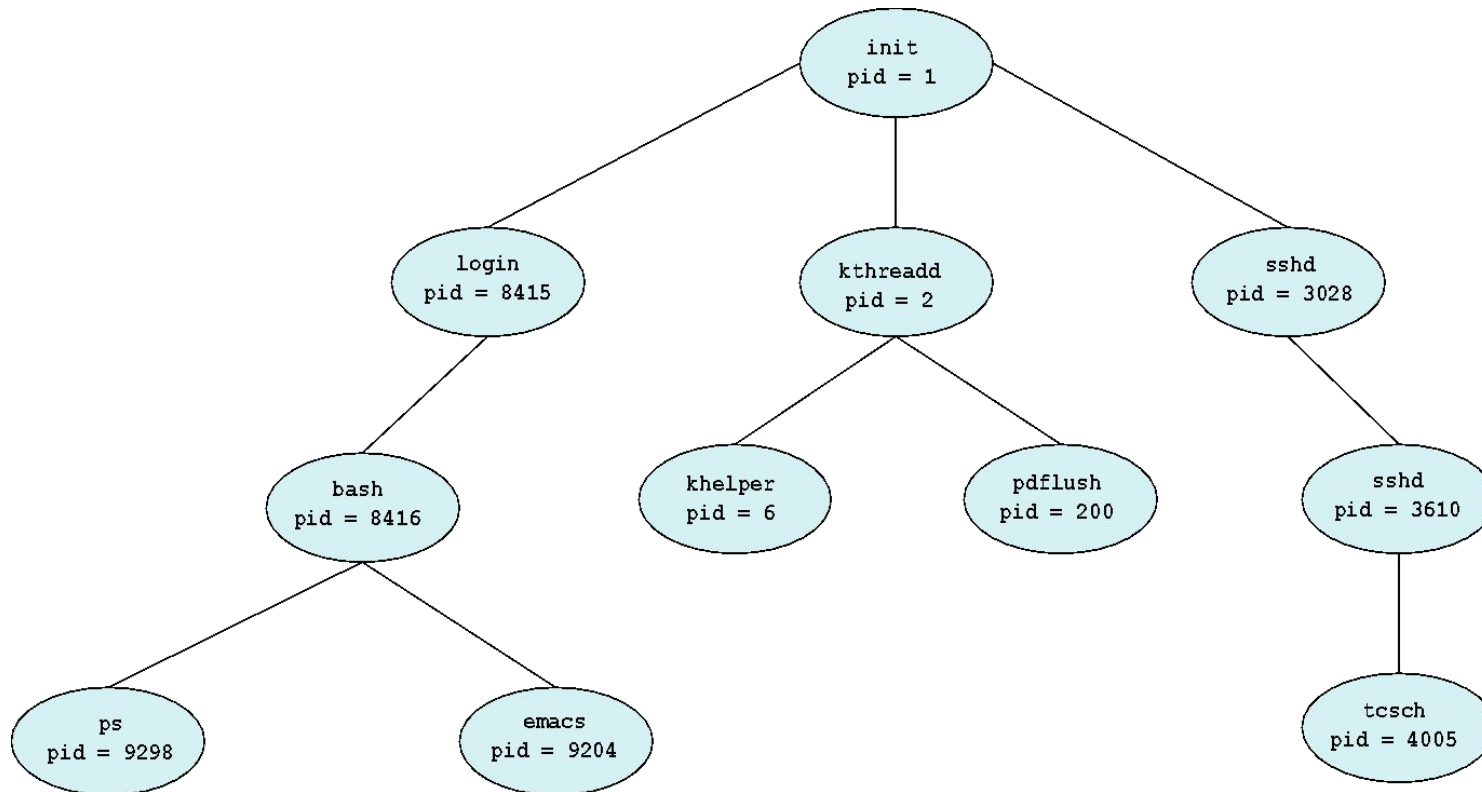 init
pid = 1
login
pid = 8415
kthreadd
pid = 2
sshd
pid = 3028
bash
pid = 8416
khelper
pid = 6
pdflush
pid = 200
sshd
pid = 3610
ps
pid = 9298
emacs
pid = 9204
tcsch
pid = 4005